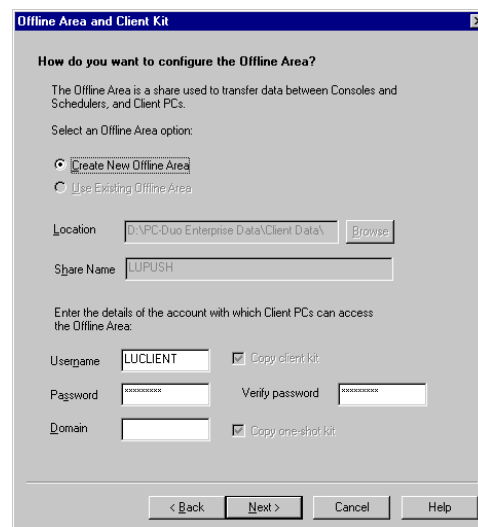 Offline Area and Client Kit
How do you want to configure the Offline Area?
The Offline Area is a share used to transfer data between Consoles and
Schedulers, and Client PCs.
Select an Offline Area option:
Create New Offline Area
Use Existing Offline Area
Location D:\PC-Duo Enterprise Data\Client Data\ Browse
Share Name LUPUSH
Enter the details of the account with which Client PCs can access
the Offline Area:
Username LUCLIENT Copy client kit
Password xxxxxxxxx Verify password xxxxxxxxx
Domain Copy one-shot kit
< Back Next > Cancel Help